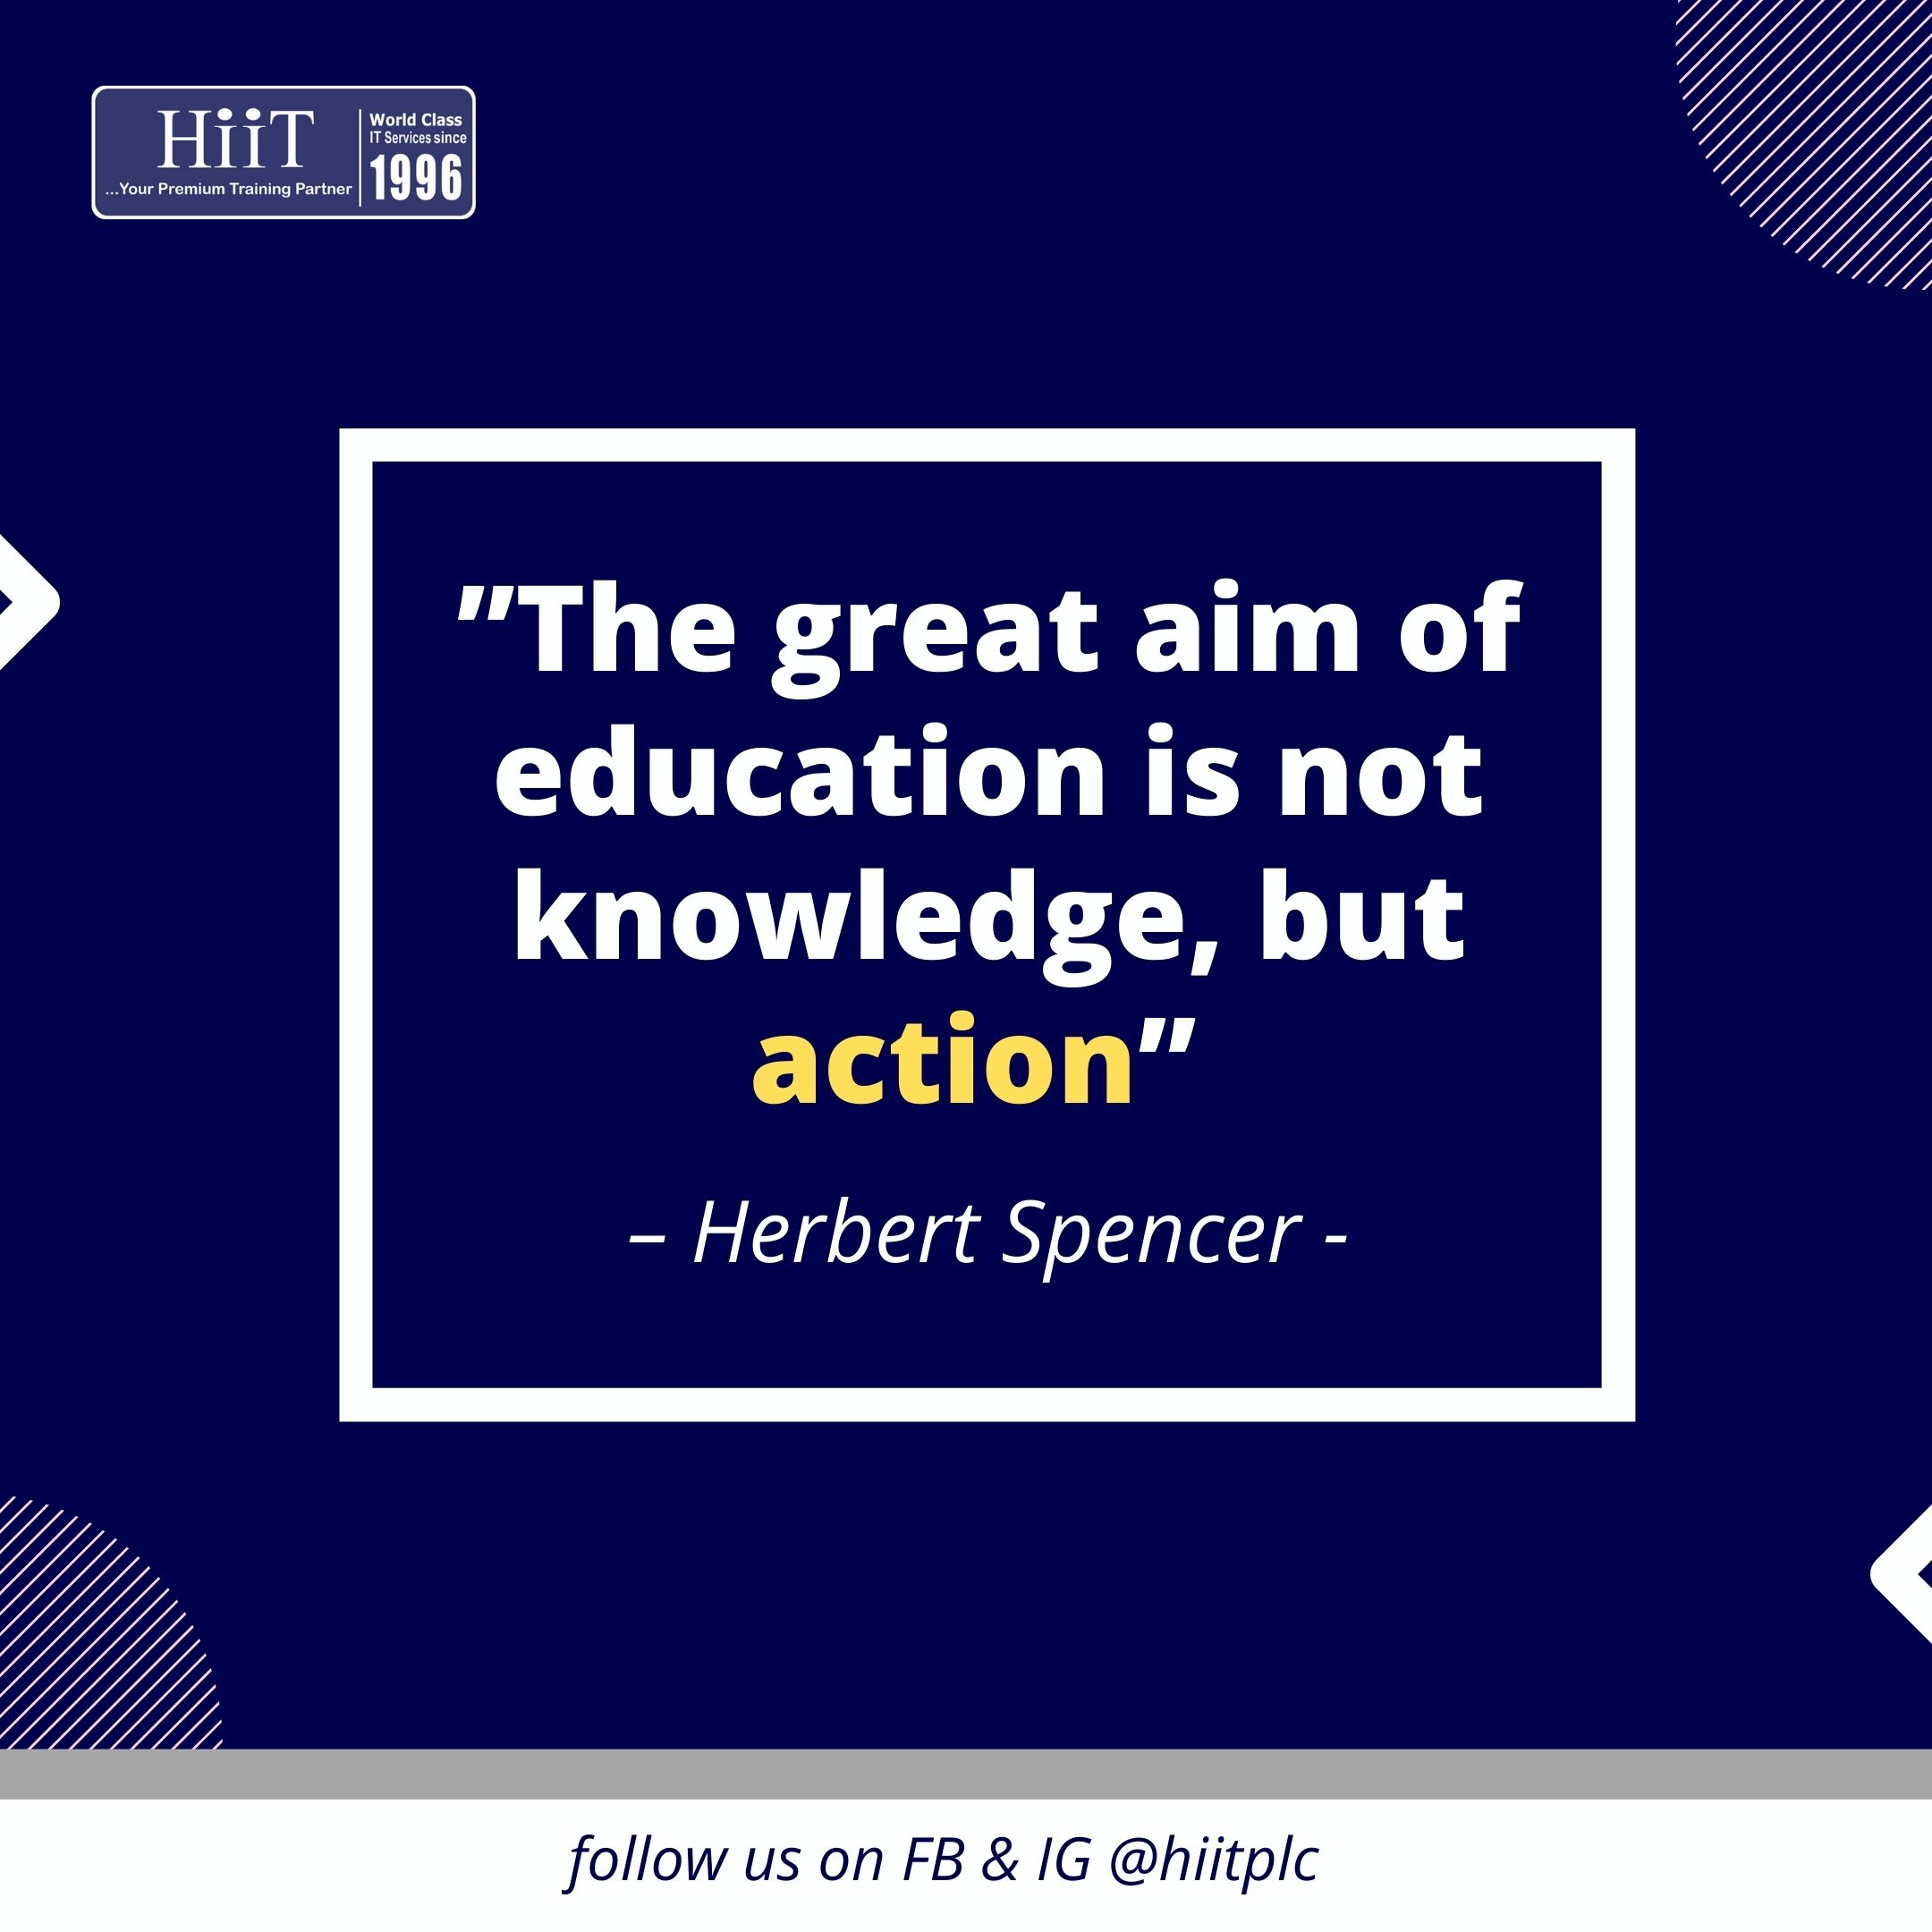 HiiT
...Your Premium Training Partner
World Class
IT Services since
1996
"The great aim of
education is not
knowledge, but
action"
– Herbert Spencer -
follow us on FB & IG @hiitplc